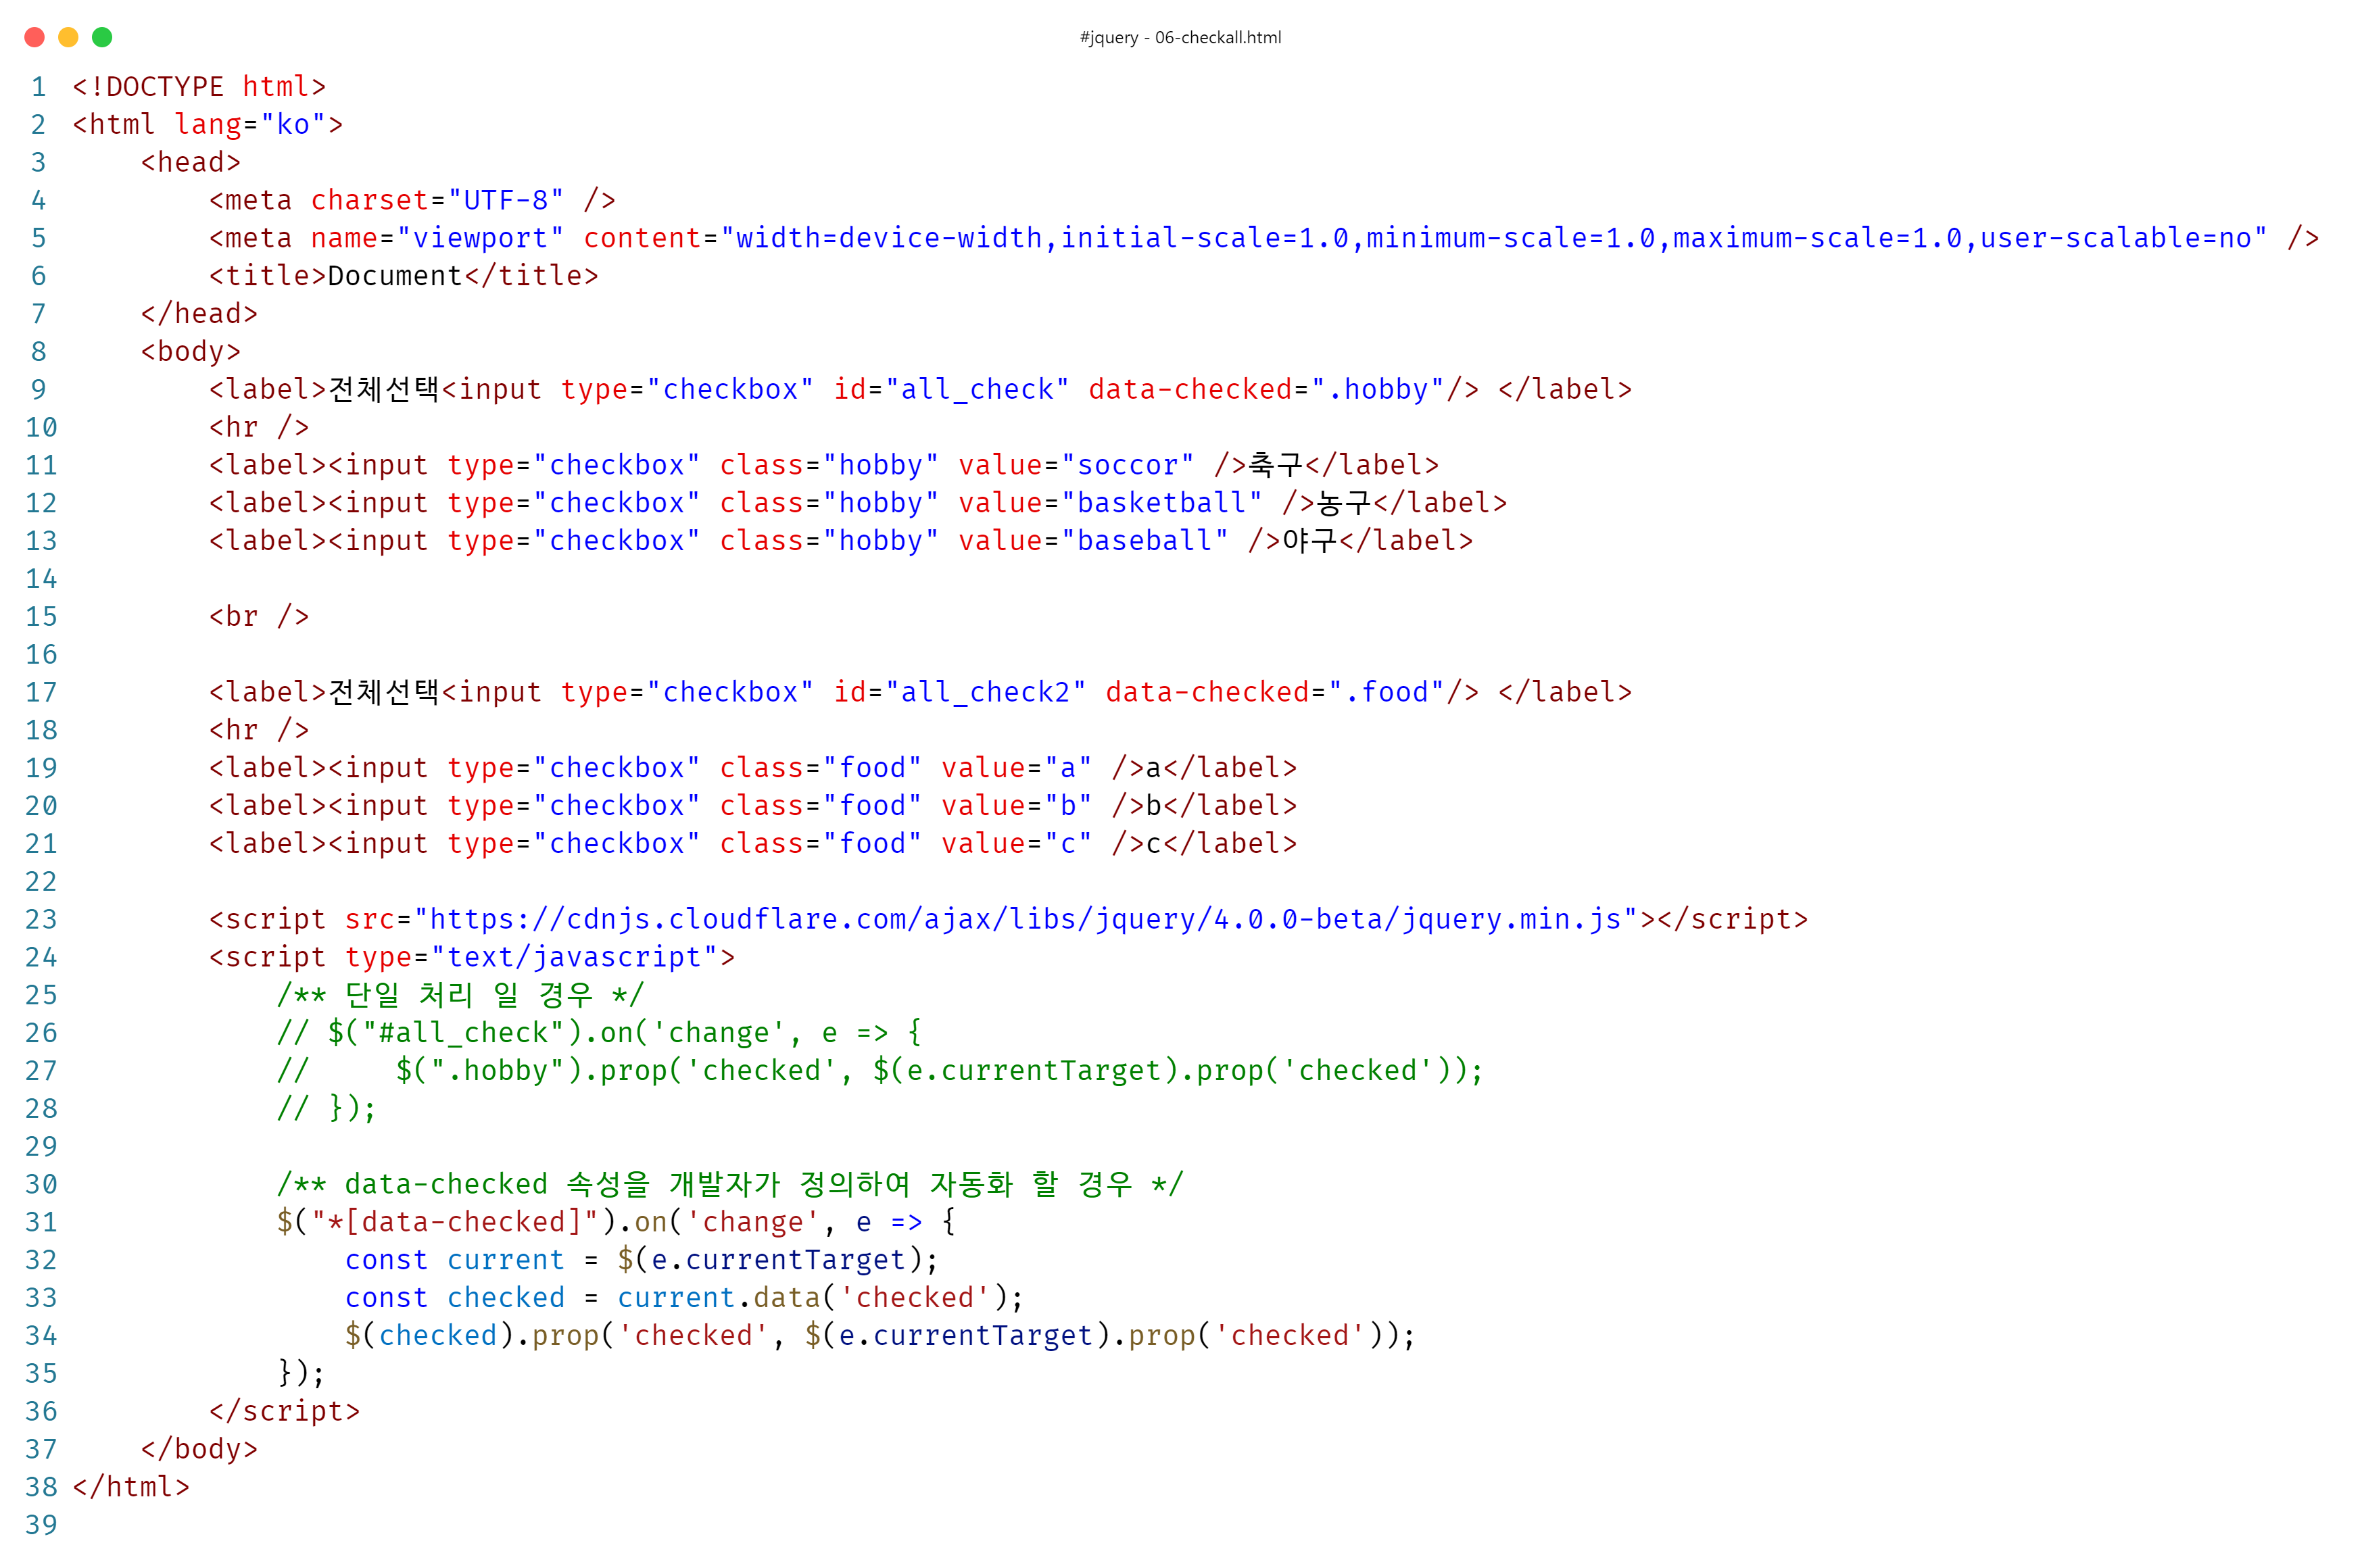 #jquery - 06-checkall.html
1 <!DOCTYPE html>
2 <html lang="ko">
3     <head>
4         <meta charset="UTF-8" />
5         <meta name="viewport" content="width=device-width,initial-scale=1.0,minimum-scale=1.0,maximum-scale=1.0,user-scalable=no" />
6         <title>Document</title>
7     </head>
8     <body>
9         <label>전체선택<input type="checkbox" id="all_check" data-checked=".hobby"/> </label>
10         <hr />
11         <label><input type="checkbox" class="hobby" value="soccor" />축구</label>
12         <label><input type="checkbox" class="hobby" value="basketball" />농구</label>
13         <label><input type="checkbox" class="hobby" value="baseball" />야구</label>
14
15         <br />
16
17         <label>전체선택<input type="checkbox" id="all_check2" data-checked=".food"/> </label>
18         <hr />
19         <label><input type="checkbox" class="food" value="a" />a</label>
20         <label><input type="checkbox" class="food" value="b" />b</label>
21         <label><input type="checkbox" class="food" value="c" />c</label>
22
23         <script src="https://cdnjs.cloudflare.com/ajax/libs/jquery/4.0.0-beta/jquery.min.js"></script>
24         <script type="text/javascript">
25             /** 단일 처리 일 경우 */
26             // $("#all_check").on('change', e => {
27             //     $(".hobby").prop('checked', $(e.currentTarget).prop('checked'));
28             // });
29
30             /** data-checked 속성을 개발자가 정의하여 자동화 할 경우 */
31             $("*[data-checked]").on('change', e => {
32                 const current = $(e.currentTarget);
33                 const checked = current.data('checked');
34                 $(checked).prop('checked', $(e.currentTarget).prop('checked'));
35             });
36         </script>
37     </body>
38 </html>
39